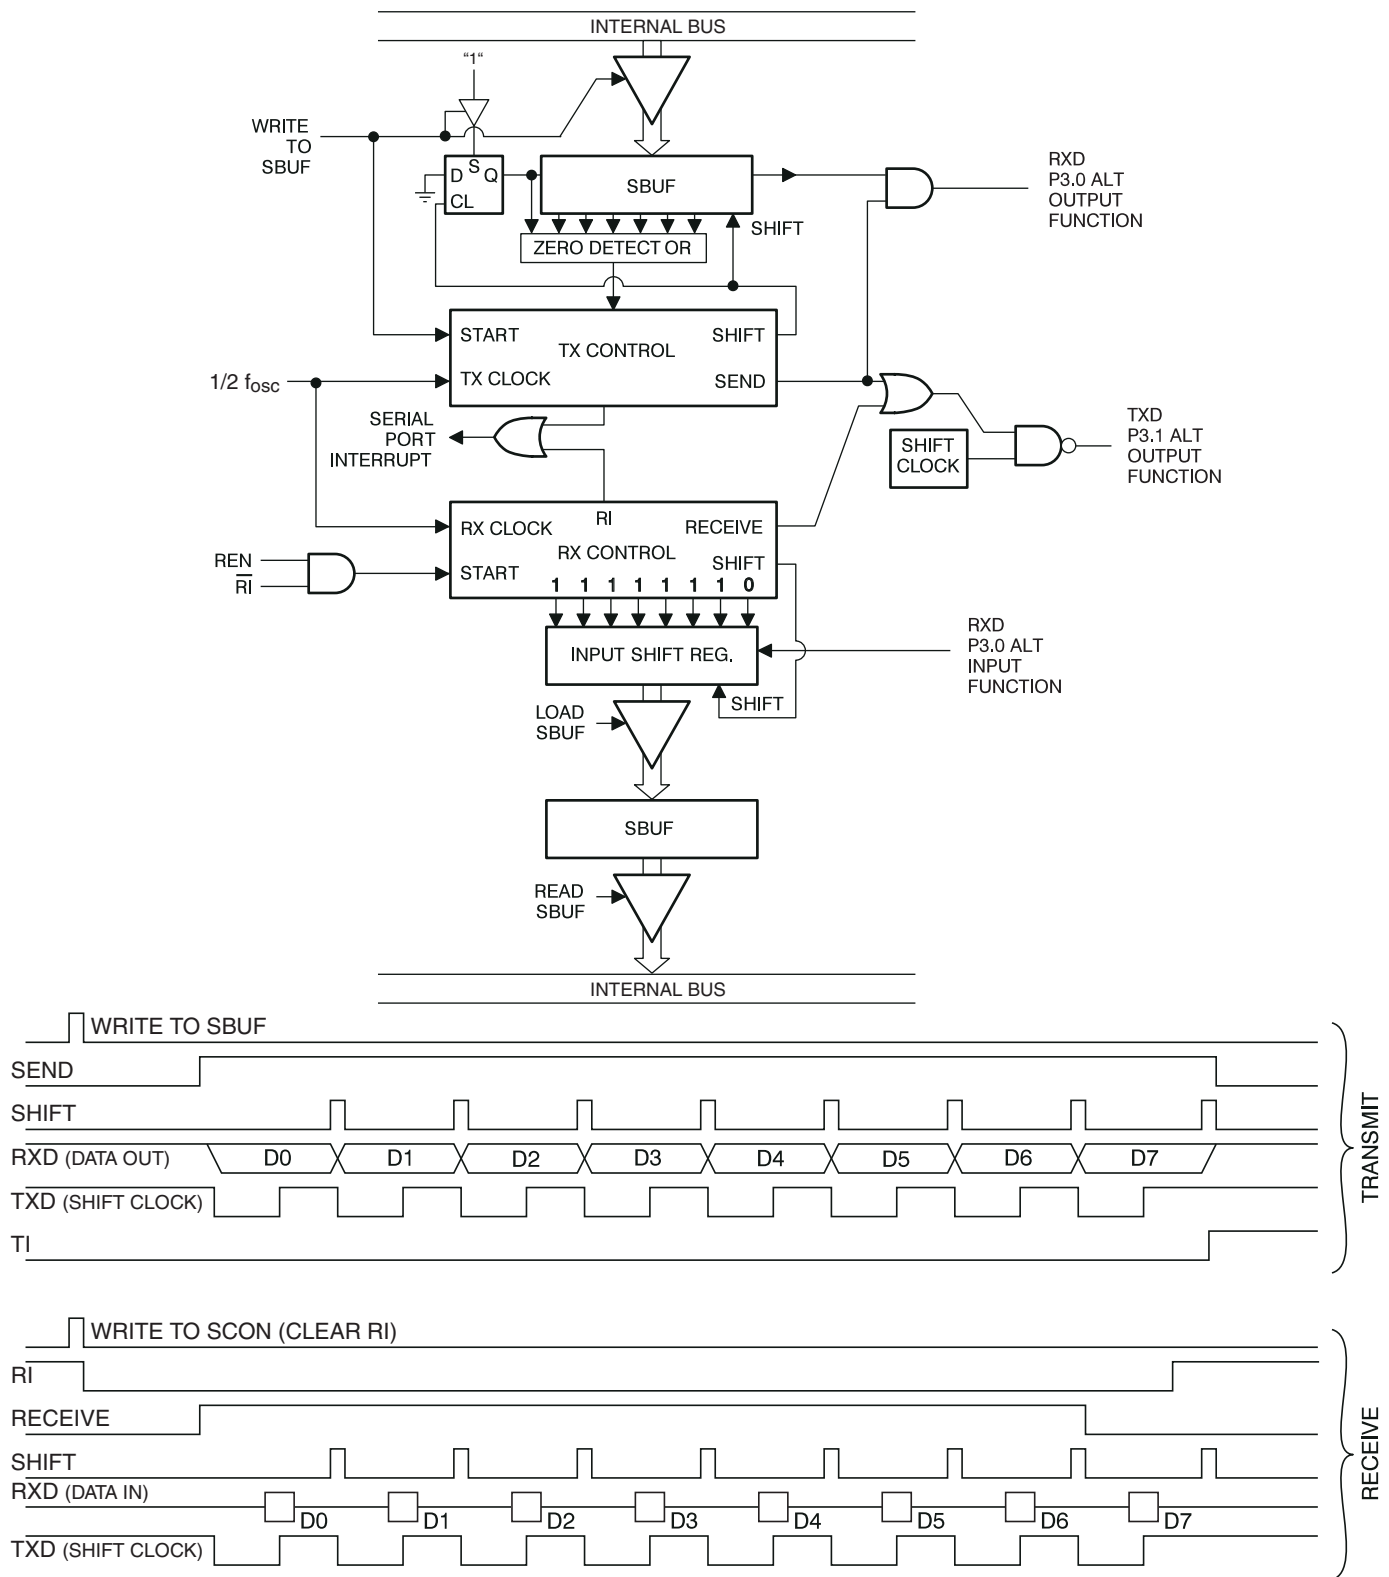 INTERNAL BUS
"1"
WRITE
TO
SBUF
S
D Q
CL
SBUF
SHIFT
ZERO DETECT OR
RXD
P3.0 ALT
OUTPUT
FUNCTION
START
SHIFT
TX CONTROL
1/2 fosc
TX CLOCK
SEND
SERIAL
PORT
INTERRUPT
SHIFT
CLOCK
TXD
P3.1 ALT
OUTPUT
FUNCTION
RX CLOCK
RI
RECEIVE
RX CONTROL
SHIFT
REN
R̅I̅
START
1 1 1 1 1 1 1 0
INPUT SHIFT REG.
RXD
P3.0 ALT
INPUT
FUNCTION
LOAD
SBUF
SHIFT
SBUF
READ
SBUF
INTERNAL BUS
WRITE TO SBUF
SEND
SHIFT
RXD (DATA OUT)
D0 D1 D2 D3 D4 D5 D6 D7
TXD (SHIFT CLOCK)
TI
TRANSMIT
WRITE TO SCON (CLEAR RI)
RI
RECEIVE
SHIFT
RXD (DATA IN)
D0 D1 D2 D3 D4 D5 D6 D7
TXD (SHIFT CLOCK)
RECEIVE